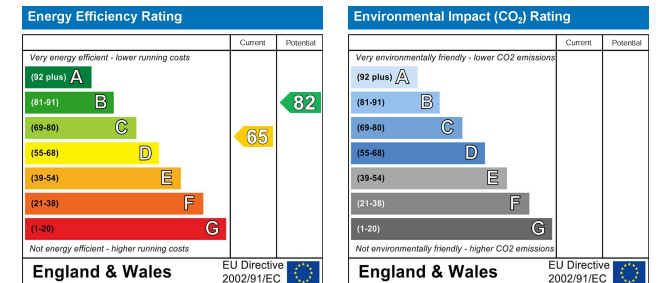 Energy Efficiency Rating
Current Potential
Very energy efficient - lower running costs
(92 plus) A
(81-91) B
82
(69-80) C
65
(55-68) D
(39-54) E
(21-38) F
(1-20) G
Not energy efficient - higher running costs
England & Wales
EU Directive
2002/91/EC
Environmental Impact (CO₂) Rating
Current Potential
Very environmentally friendly - lower CO2 emissions
(92 plus) A
(81-91) B
(69-80) C
(55-68) D
(39-54) E
(21-38) F
(1-20) G
Not environmentally friendly - higher CO2 emissions
England & Wales
EU Directive
2002/91/EC